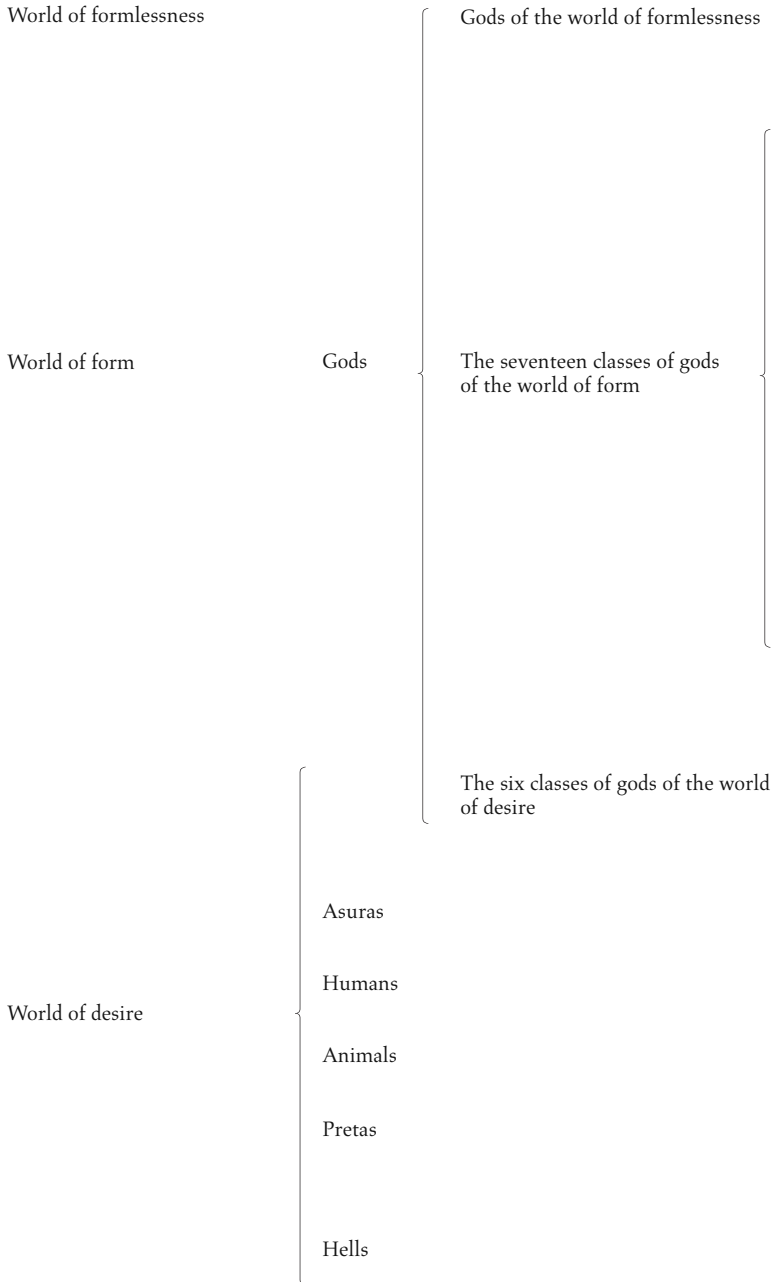 World of formlessness
Gods of the world of formlessness
World of form
Gods
The seventeen classes of gods
of the world of form
The six classes of gods of the world
of desire
Asuras
Humans
World of desire
Animals
Pretas
Hells